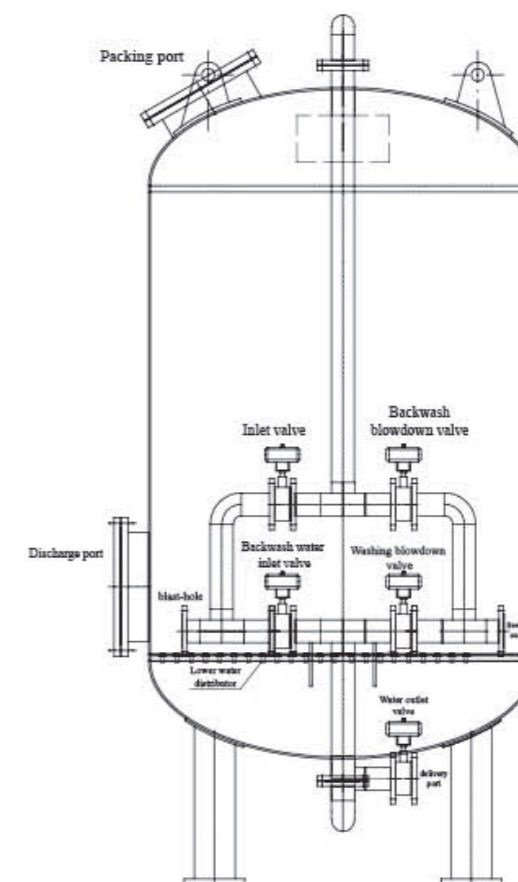 Packing port
Inlet valve
Backwash
blowdown valve
Discharge port
Backwash water
inlet valve
Washing blowdown
valve
blast-hole
Lower water
distributor
Water outlet
valve
delivery
port